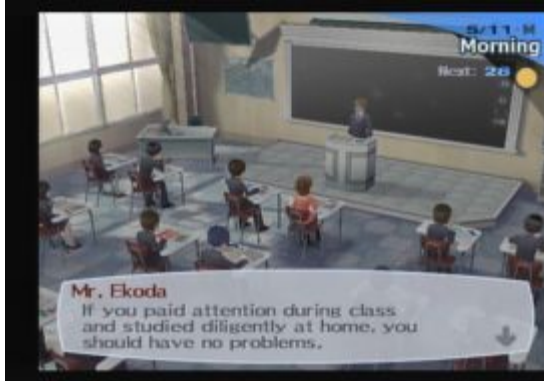 5/11 M
Morning
Next: 28
Mr. Ekoda
If you paid attention during class
and studied diligently at home, you
should have no problems.